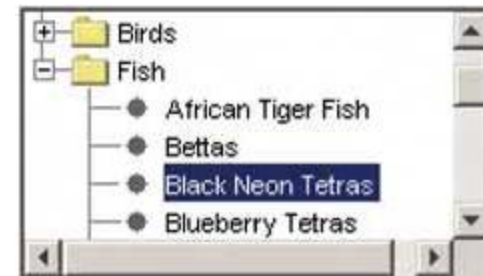 Birds
Fish
African Tiger Fish
Bettas
Black Neon Tetras
Blueberry Tetras